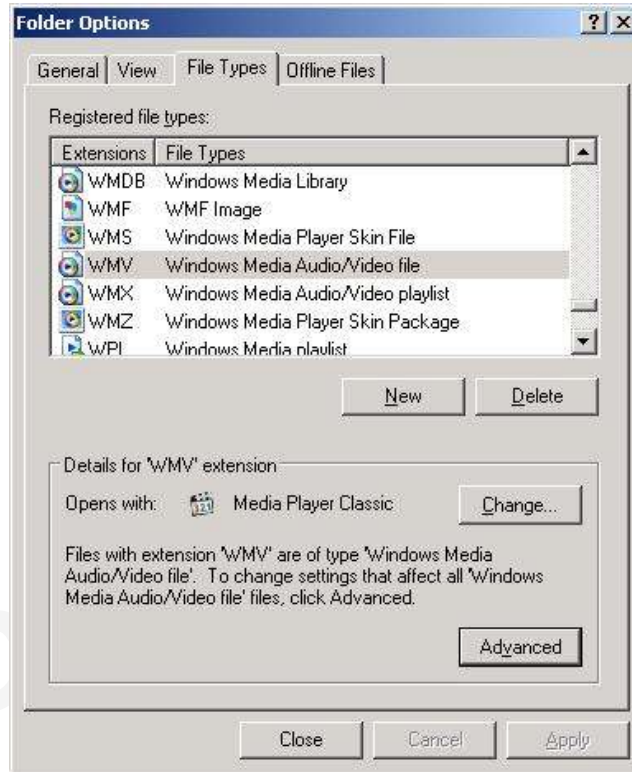 Folder Options
General View File Types Offline Files
Registered file types:
Extensions File Types
WMDB Windows Media Library
WMF WMF Image
WMS Windows Media Player Skin File
WMV Windows Media Audio/Video file
WMX Windows Media Audio/Video playlist
WMZ Windows Media Player Skin Package
WPL Windows Media playlist
New Delete
Details for 'WMV' extension
Opens with: Media Player Classic Change...
Files with extension 'WMV' are of type 'Windows Media
Audio/Video file'. To change settings that affect all 'Windows
Media Audio/Video file' files, click Advanced.
Advanced
Close Cancel Apply